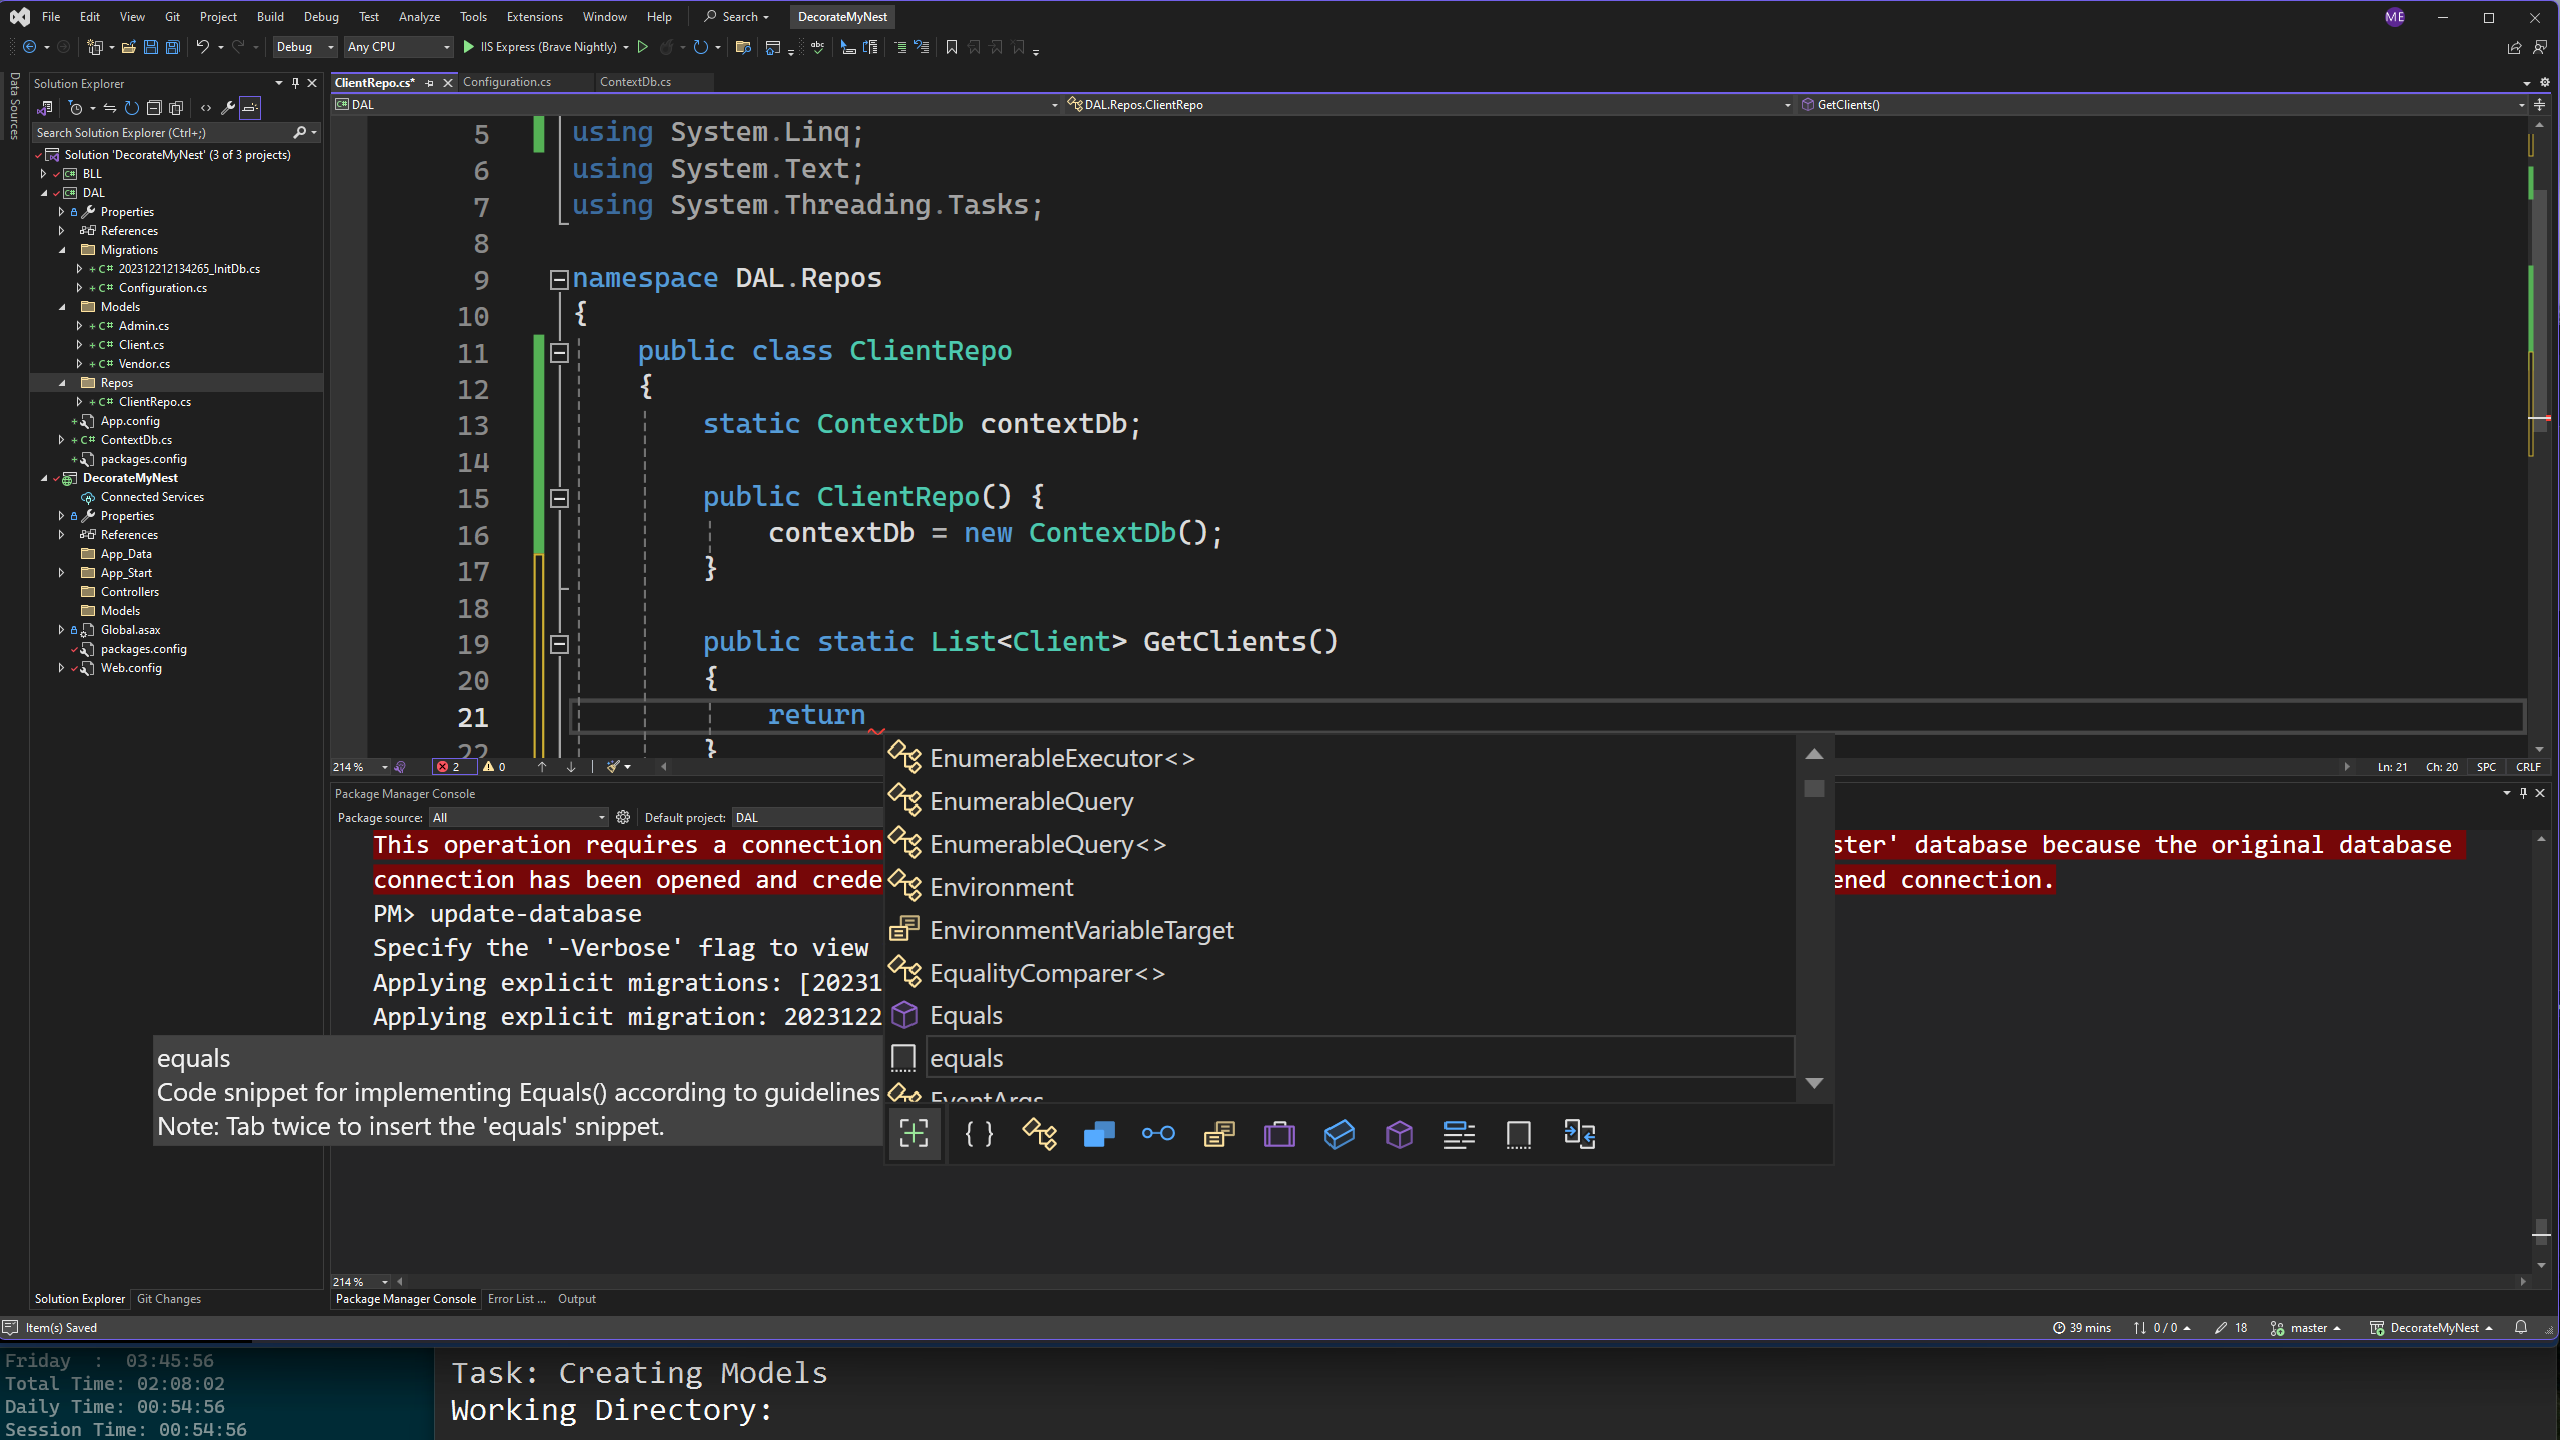 File Edit View Git Project Build Debug Test Analyze Tools Extensions Window Help Search DecorateMyNest ME
Debug Any CPU IIS Express (Brave Nightly)
Data Sources
Solution Explorer
Search Solution Explorer (Ctrl+;)
Solution 'DecorateMyNest' (3 of 3 projects)
BLL
DAL
Properties
References
Migrations
202312212134265_InitDb.cs
Configuration.cs
Models
Admin.cs
Client.cs
Vendor.cs
Repos
ClientRepo.cs
App.config
ContextDb.cs
packages.config
DecorateMyNest
Connected Services
Properties
References
App_Data
App_Start
Controllers
Models
Global.asax
packages.config
Web.config
Solution Explorer Git Changes
ClientRepo.cs* Configuration.cs ContextDb.cs
DAL DAL.Repos.ClientRepo GetClients()
5 using System.Linq;
6 using System.Text;
7 using System.Threading.Tasks;
8
9 namespace DAL.Repos
10 {
11 public class ClientRepo
12 {
13 static ContextDb contextDb;
14
15 public ClientRepo() {
16 contextDb = new ContextDb();
17 }
18
19 public static List<Client> GetClients()
20 {
21 return
22 }
214 % 2 0 Ln: 21 Ch: 20 SPC CRLF
EnumerableExecutor<>
EnumerableQuery
EnumerableQuery<>
Environment
EnvironmentVariableTarget
EqualityComparer<>
Equals
equals
EventArgs
equals
Code snippet for implementing Equals() according to guidelines
Note: Tab twice to insert the 'equals' snippet.
Package Manager Console
Package source: All Default project: DAL
This operation requires a connection ster' database because the original database
connection has been opened and crede ened connection.
PM> update-database
Specify the '-Verbose' flag to view
Applying explicit migrations: [20231
Applying explicit migration: 2023122
214 %
Package Manager Console Error List ... Output
Item(s) Saved 39 mins 0 / 0 18 master DecorateMyNest
Friday : 03:45:56
Total Time: 02:08:02
Daily Time: 00:54:56
Session Time: 00:54:56
Task: Creating Models
Working Directory: